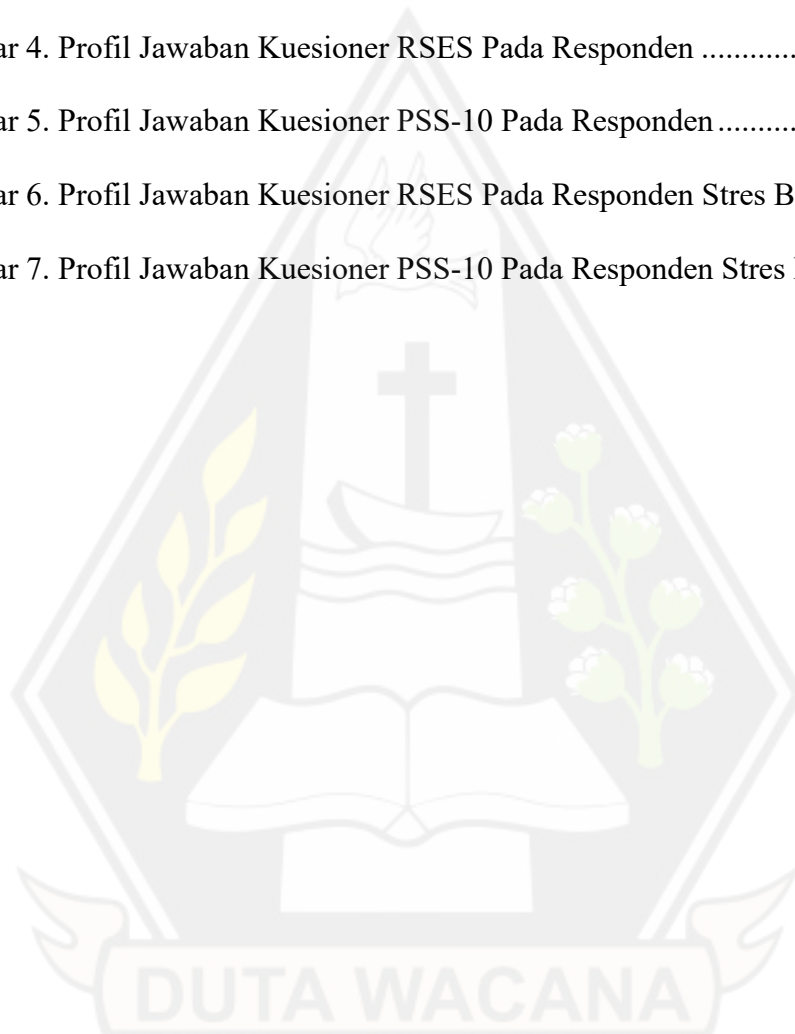 ar 4. Profil Jawaban Kuesioner RSES Pada Responden .............
ar 5. Profil Jawaban Kuesioner PSS-10 Pada Responden ..........
ar 6. Profil Jawaban Kuesioner RSES Pada Responden Stres B
ar 7. Profil Jawaban Kuesioner PSS-10 Pada Responden Stres
DUTA WACANA